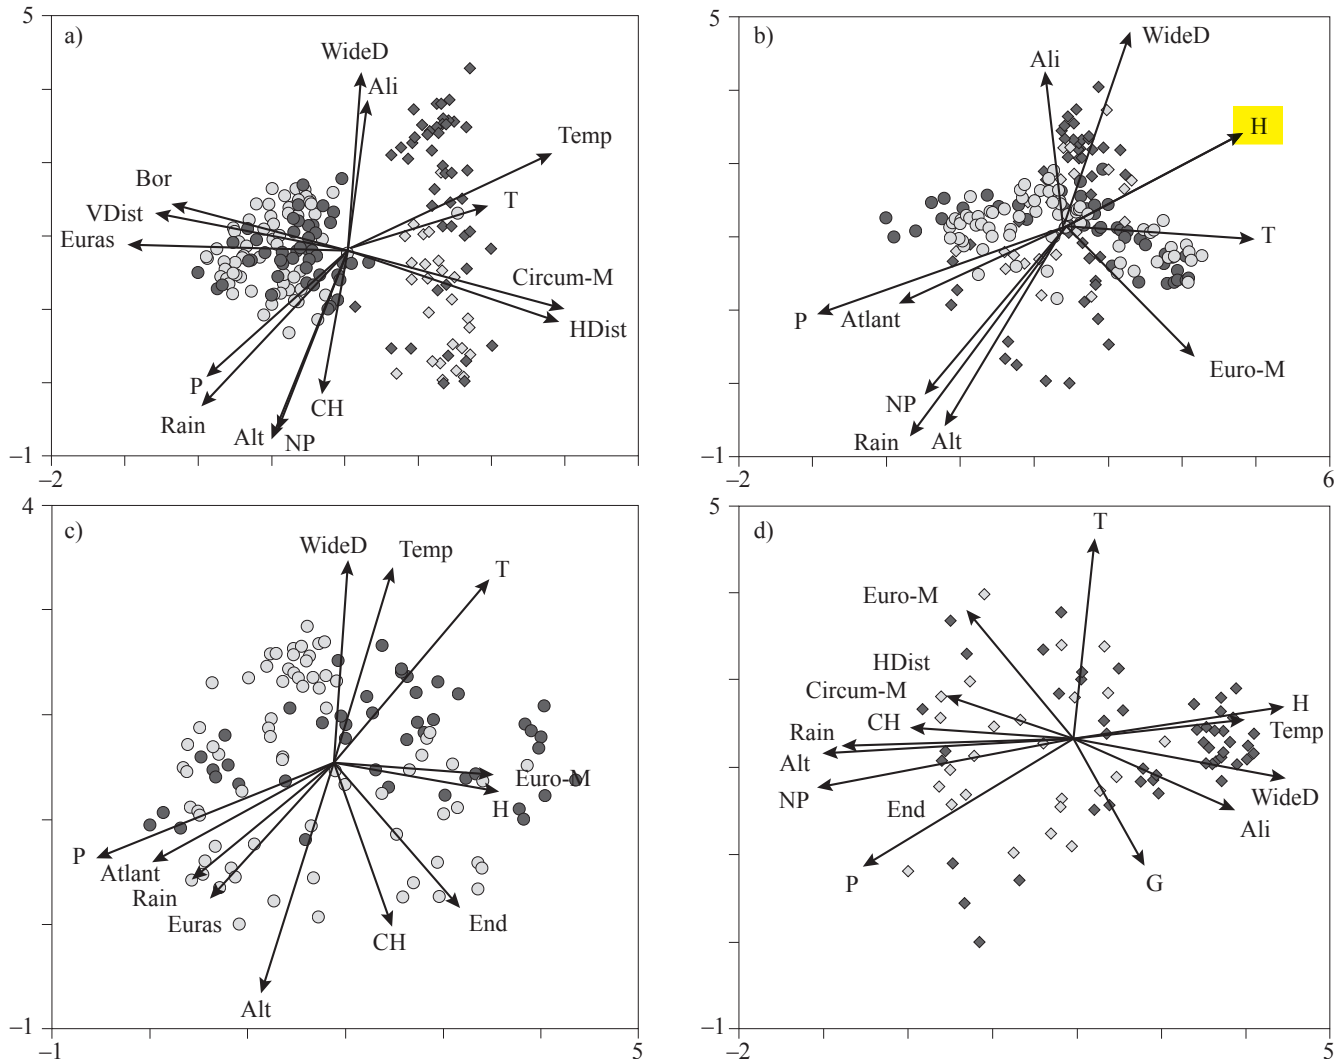 5
a)
WideD
Ali
Temp
Bor
T
VDist
Euras
Circum-M
HDist
P
CH
Rain
Alt
NP
–1
–2
5
5
b)
WideD
Ali
H
T
P
Atlant
Euro-M
NP
Rain
Alt
–1
–2
6
4
c)
WideD
Temp
T
Euro-M
H
P
Atlant
Rain
Euras
End
CH
Alt
–1
–1
5
5
d)
T
Euro-M
HDist
Circum-M
H
CH
Rain
Temp
Alt
NP
WideD
End
Ali
P
G
–1
–2
5